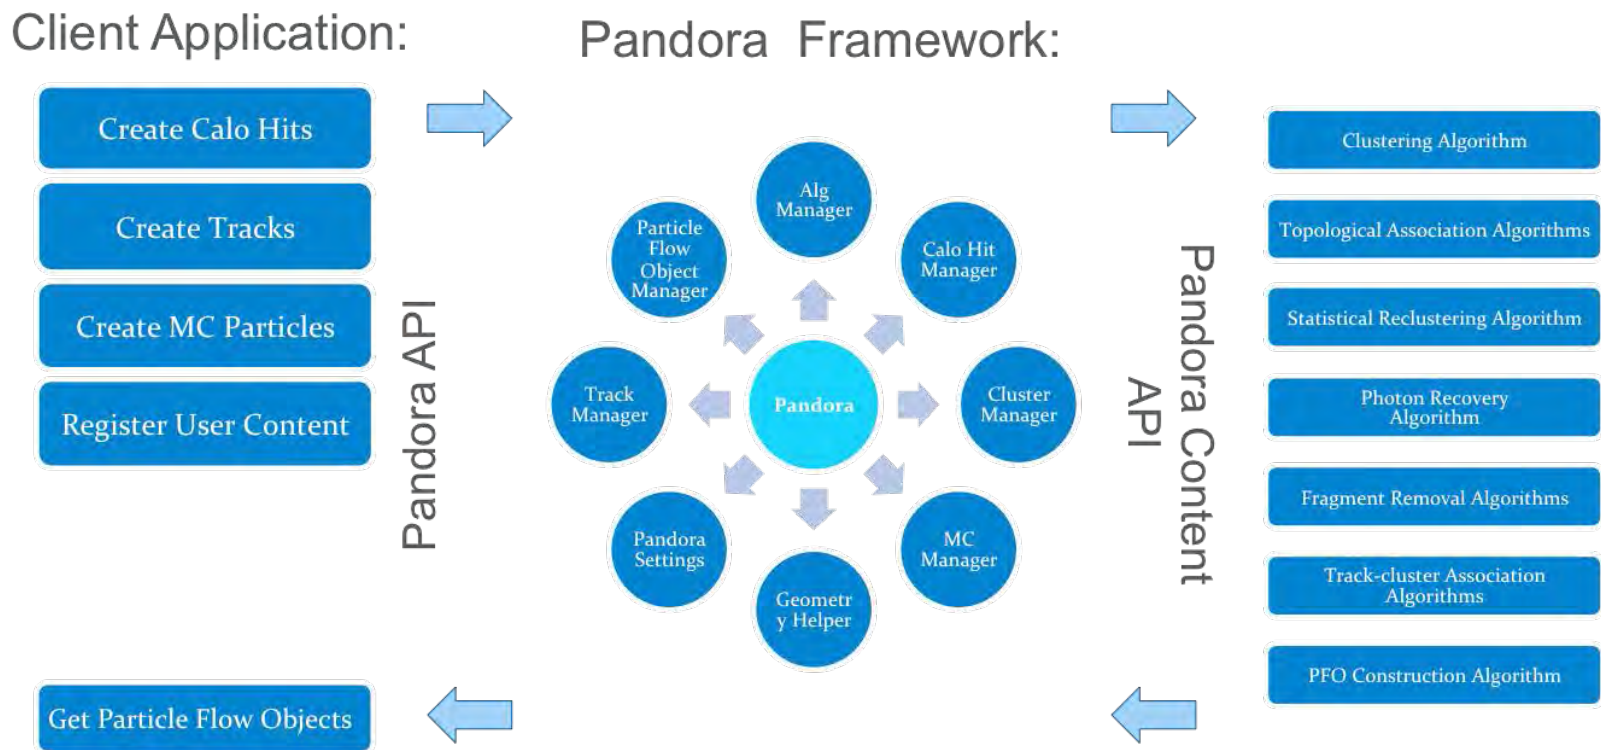 Client Application:
Pandora Framework:
Create Calo Hits
Create Tracks
Create MC Particles
Register User Content
Get Particle Flow Objects
Pandora API
Alg
Manager
Calo Hit
Manager
Cluster
Manager
MC
Manager
Geometr
y Helper
Pandora
Settings
Track
Manager
Particle
Flow
Object
Manager
Pandora
Pandora Content
API
Clustering Algorithm
Topological Association Algorithms
Statistical Reclustering Algorithm
Photon Recovery
Algorithm
Fragment Removal Algorithms
Track-cluster Association
Algorithms
PFO Construction Algorithm